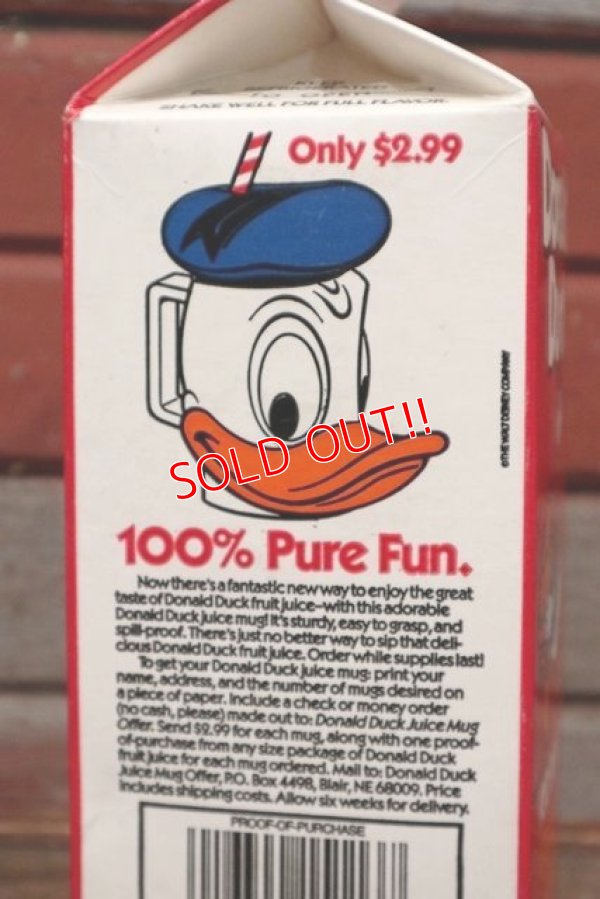 SHAKE WELL FOR FULL FLAVOR.
Only $2.99
©THE WALT DISNEY COMPANY
SOLD OUT!!
100% Pure Fun.
Now there's a fantastic new way to enjoy the great
taste of Donald Duck fruit juice—with this adorable
Donald Duck juice mug! It's sturdy, easy to grasp, and
spill-proof. There's just no better way to sip that deli-
cious Donald Duck fruit juice. Order while supplies last!
To get your Donald Duck juice mug: print your
name, address, and the number of mugs desired on
a piece of paper. Include a check or money order
(no cash, please) made out to: Donald Duck Juice Mug
Offer. Send $2.99 for each mug, along with one proof-
of-purchase from any size package of Donald Duck
fruit juice for each mug ordered. Mail to: Donald Duck
Juice Mug Offer, P.O. Box 4498, Blair, NE 68009. Price
includes shipping costs. Allow six weeks for delivery.
PROOF-OF-PURCHASE